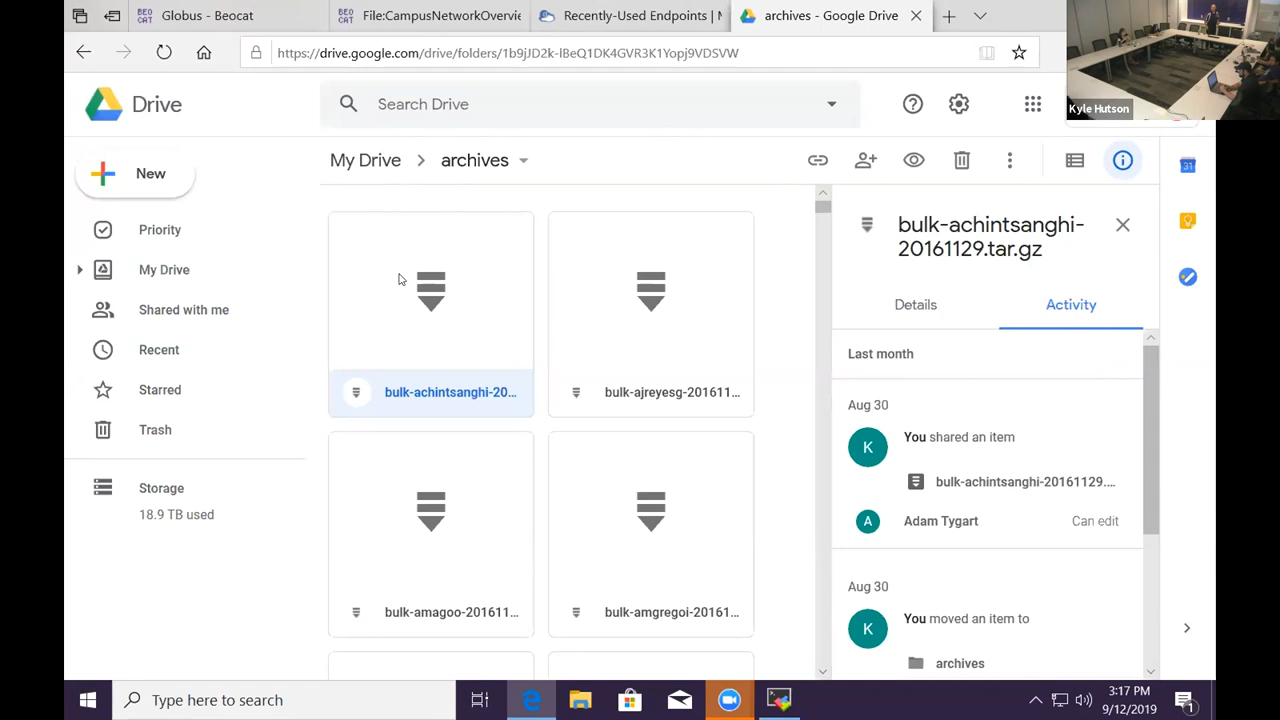 Globus - Beocat
File:CampusNetworkOvervie
Recently-Used Endpoints | M
archives - Google Drive
https://drive.google.com/drive/folders/1b9jJD2k-lBeQ1DK4GVR3K1Yopj9VDSVW
Kyle Hutson
Drive
Search Drive
New
My Drive > archives
Priority
My Drive
Shared with me
Recent
Starred
Trash
Storage
18.9 TB used
bulk-achintsanghi-20...
bulk-ajreyesg-201611...
bulk-amagoo-201611...
bulk-amgregoi-20161...
bulk-achintsanghi-
20161129.tar.gz
Details
Activity
Last month
Aug 30
K
You shared an item
bulk-achintsanghi-20161129....
A
Adam Tygart
Can edit
Aug 30
K
You moved an item to
archives
31
Type here to search
3:17 PM
9/12/2019
1